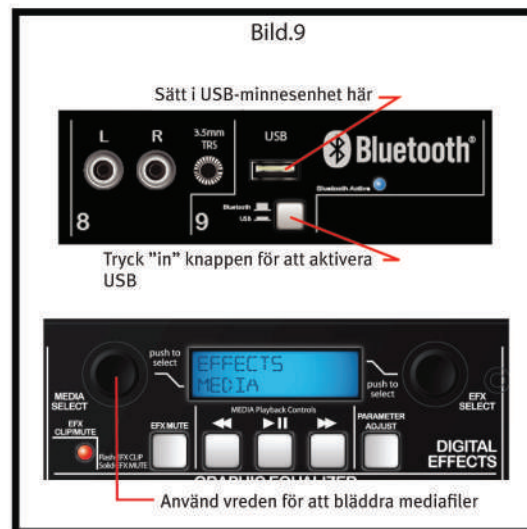 Bild.9
Sätt i USB-minnesenhet här
L R 3.5mm TRS USB
Bluetooth®
Bluetooth Active
Bluetooth
USB
8 9
Tryck "in" knappen för att aktivera
USB
push to
select
EFFECTS
MEDIA
push to
select
MEDIA
SELECT
EFX
SELECT
MEDIA Playback Controls
EFX
CLIP/MUTE
EFX MUTE
PARAMETER
ADJUST
Flash-EFX CLIP
Solid-EFX MUTE
DIGITAL
EFFECTS
GRAPHIC EQUALIZER
Använd vreden för att bläddra mediafiler